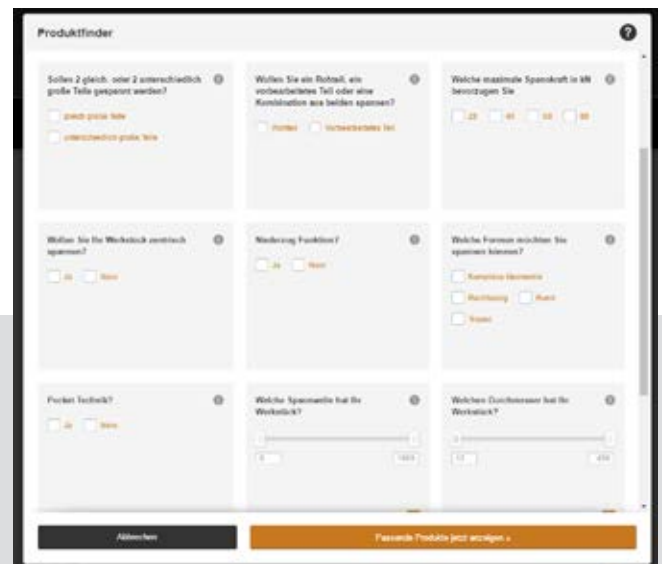 Produktfinder
Sollen 2 gleich- oder 2 unterschiedlich
große Teile gespannt werden?
gleich große Teile
unterschiedlich große Teile
Wollen Sie ein Rohteil, ein
vorbearbeitetes Teil oder eine
Kombination aus beiden spannen?
Rohteil
Vorbearbeitetes Teil
Welche maximale Spannkraft in kN
bevorzugen Sie
Wollen Sie Ihr Werkstück zentrisch
spannen?
Ja
Nein
Niederzug Funktion?
Ja
Nein
Welche Formen möchten Sie
spannen können?
Komplexe Geometrie
Rechteckig
Rund
Pocket Technik?
Ja
Nein
Welche Spannweite hat Ihr
Werkstück?
0
Welchen Durchmesser hat Ihr
Werkstück?
Abbrechen
Passende Produkte jetzt anzeigen »